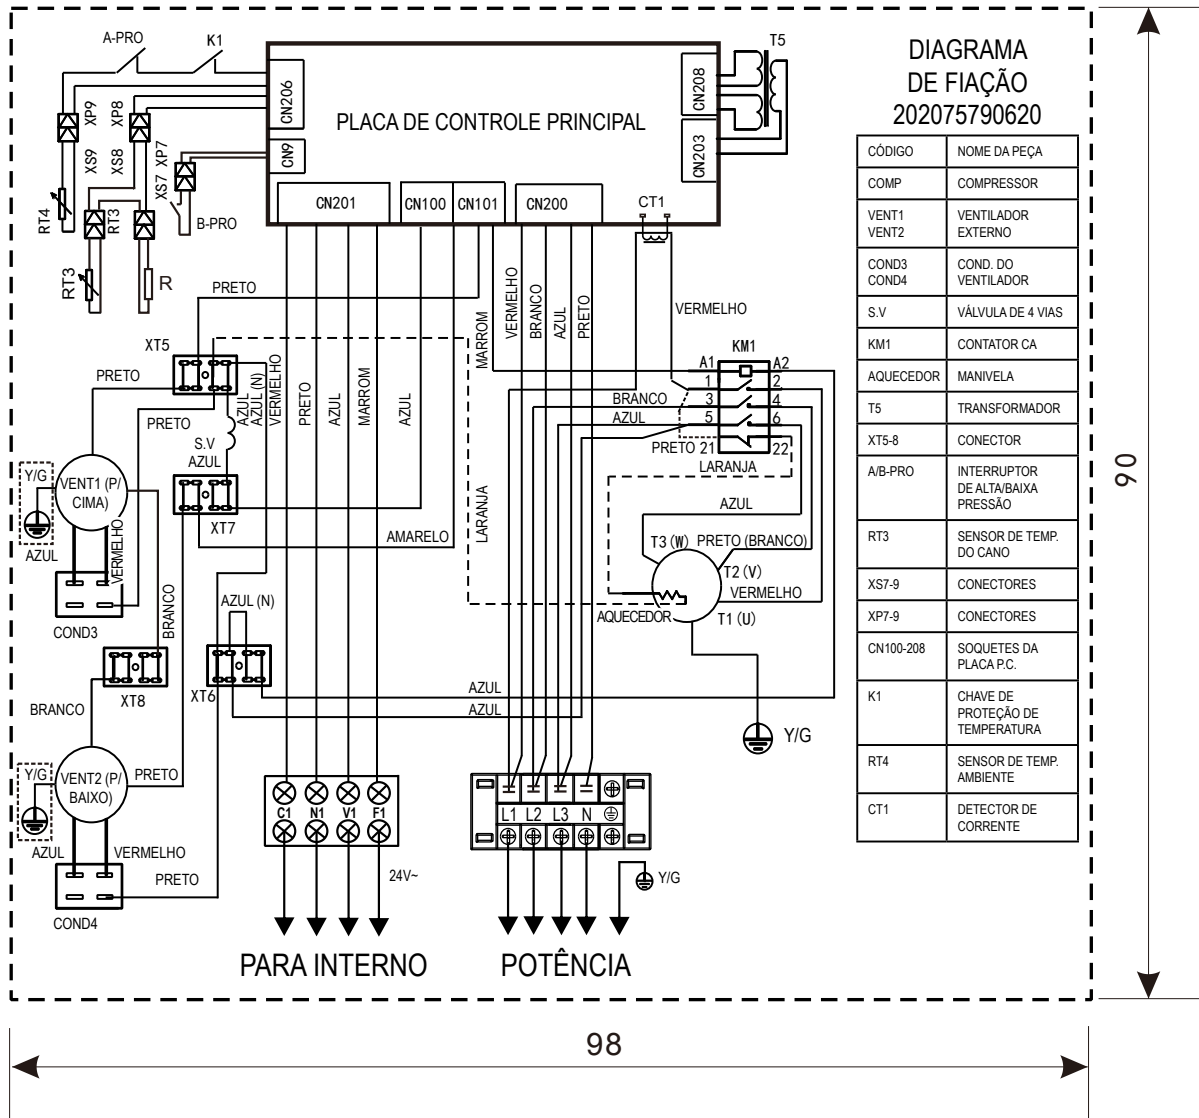 A-PRO
K1
T5
XP9
XP8
XS9
XS8
XS7 XP7
RT4
RT3
RT3
R
B-PRO
CN206
CN9
PLACA DE CONTROLE PRINCIPAL
CN208
CN203
CN201
CN100
CN101
CN200
CT1
DIAGRAMA
DE FIAÇÃO
202075790620
CÓDIGO NOME DA PEÇA
COMP COMPRESSOR
VENT1 VENTILADOR
VENT2 EXTERNO
COND3 COND. DO
COND4 VENTILADOR
S.V VÁLVULA DE 4 VIAS
KM1 CONTATOR CA
AQUECEDOR MANIVELA
T5 TRANSFORMADOR
XT5-8 CONECTOR
A/B-PRO INTERRUPTOR
DE ALTA/BAIXA
PRESSÃO
RT3 SENSOR DE TEMP.
DO CANO
XS7-9 CONECTORES
XP7-9 CONECTORES
CN100-208 SOQUETES DA
PLACA P.C.
K1 CHAVE DE
PROTEÇÃO DE
TEMPERATURA
RT4 SENSOR DE TEMP.
AMBIENTE
CT1 DETECTOR DE
CORRENTE
PRETO
XT5
PRETO
PRETO
S.V
AZUL
AZUL
AZUL (N)
VERMELHO
PRETO
AZUL
MARROM
AZUL
MARROM
VERMELHO
BRANCO
AZUL
PRETO
VERMELHO
KM1
A1 A2
1 2
BRANCO 3 4
AZUL 5 6
PRETO 21 22
LARANJA
LARANJA
AZUL
T3 (W) PRETO (BRANCO)
T2 (V)
VERMELHO
AQUECEDOR
T1 (U)
Y/G
Y/G
VENT1 (P/
CIMA)
AZUL
VERMELHO
COND3
XT7
AMARELO
BRANCO
AZUL (N)
XT8
XT6
AZUL
AZUL
BRANCO
Y/G
VENT2 (P/
BAIXO)
PRETO
AZUL
VERMELHO
PRETO
COND4
C1 N1 V1 F1
24V~
L1 L2 L3 N
Y/G
PARA INTERNO
POTÊNCIA
90
98